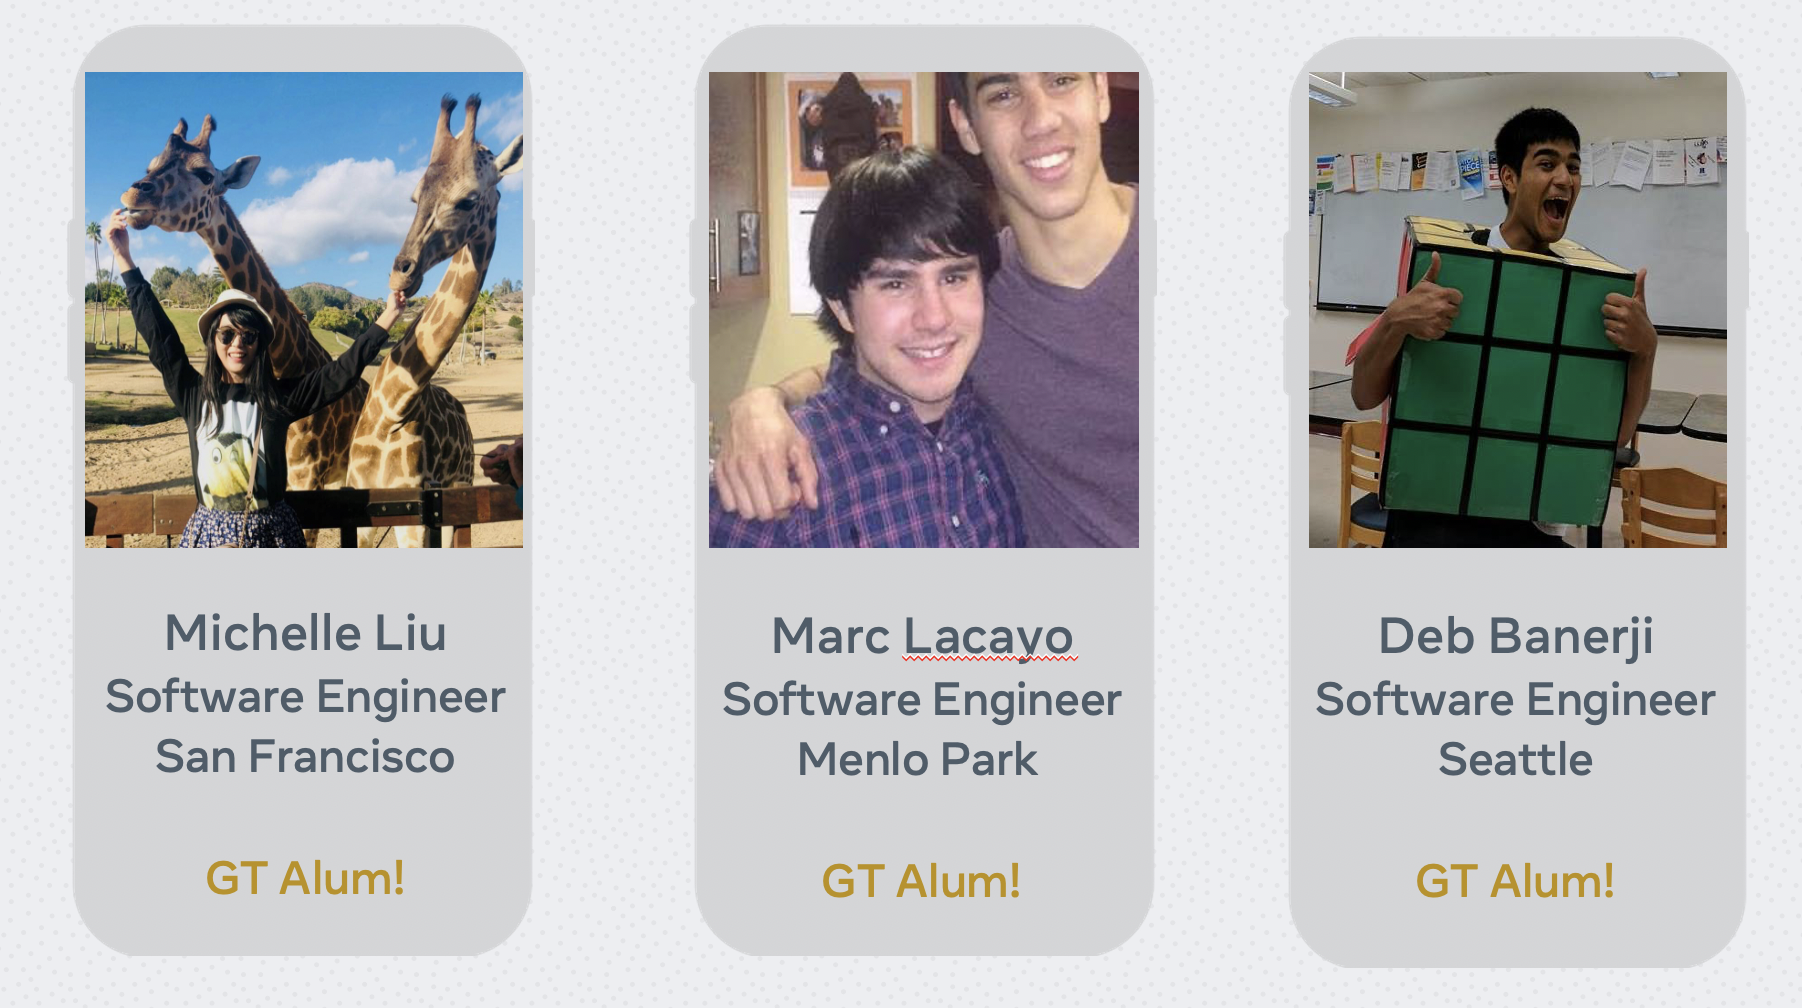 Michelle Liu
Software Engineer
San Francisco
GT Alum!
Marc Lacayo
Software Engineer
Menlo Park
GT Alum!
Deb Banerji
Software Engineer
Seattle
GT Alum!